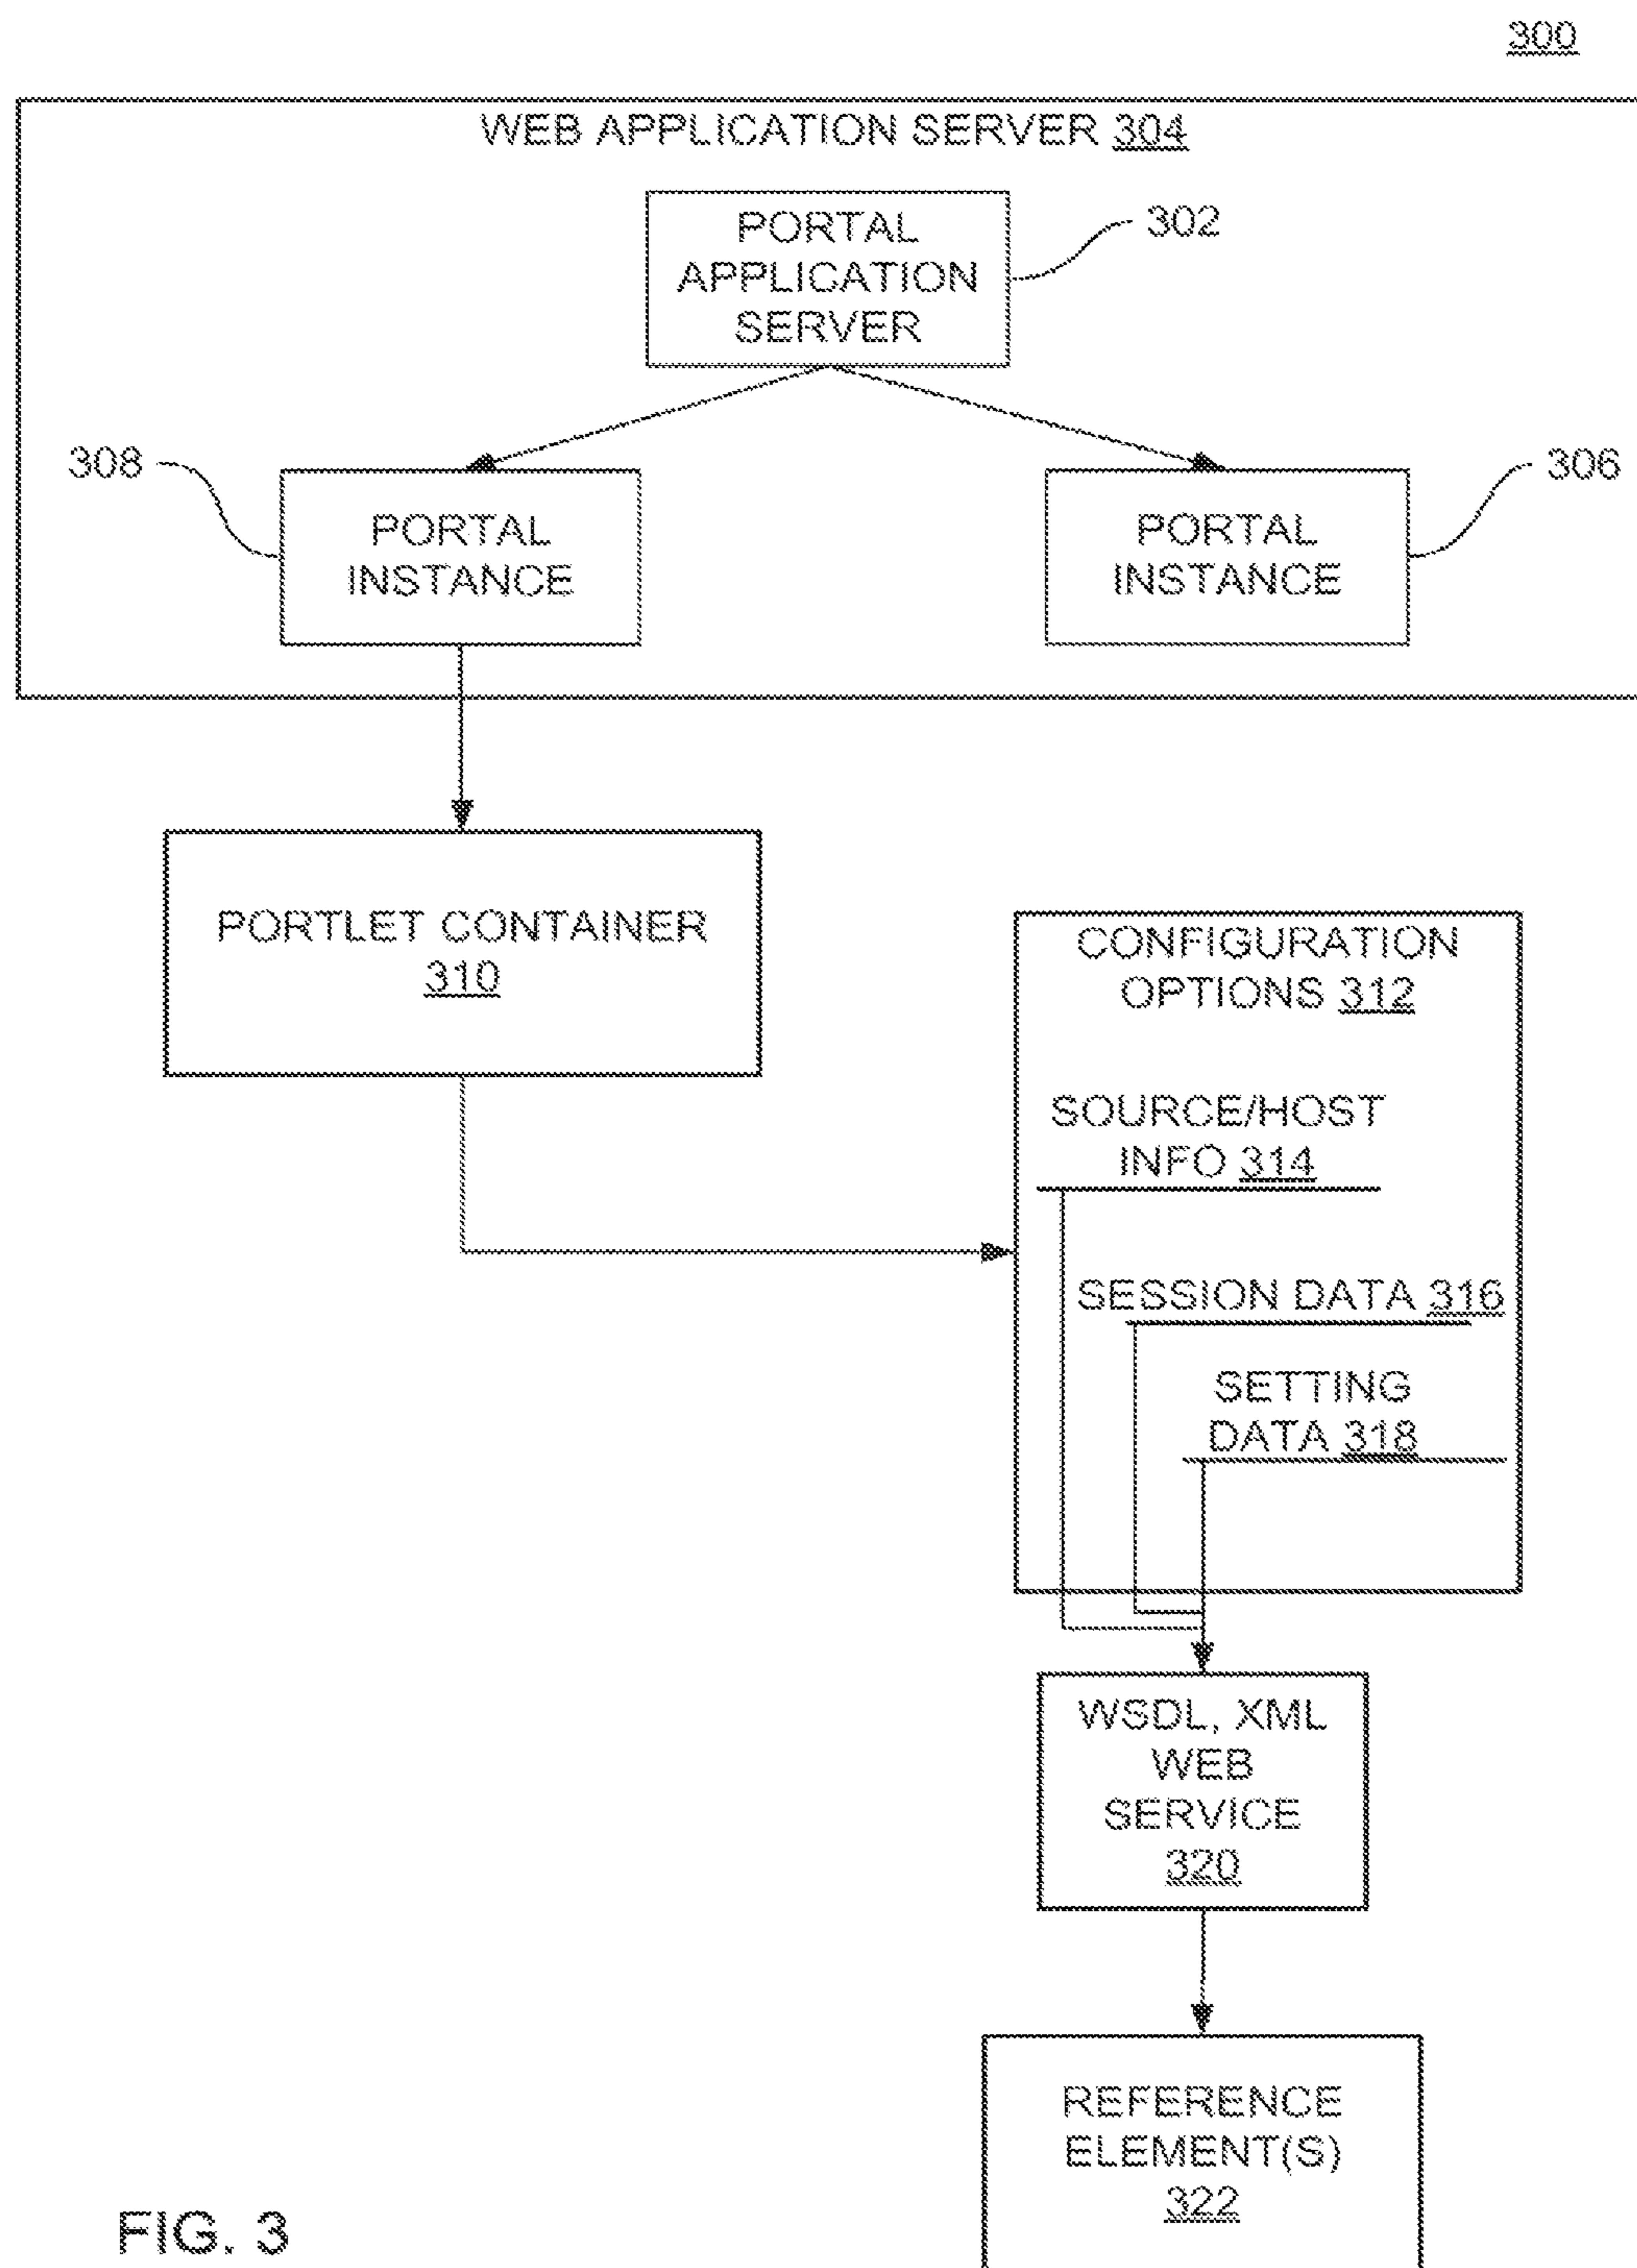 300
WEB APPLICATION SERVER 304
PORTAL
APPLICATION
SERVER
302
308
PORTAL
INSTANCE
PORTAL
INSTANCE
306
PORTLET CONTAINER
310
CONFIGURATION
OPTIONS 312
SOURCE/HOST
INFO 314
SESSION DATA 316
SETTING
DATA 318
WSDL, XML
WEB
SERVICE
320
REFERENCE
ELEMENT(S)
322
FIG. 3